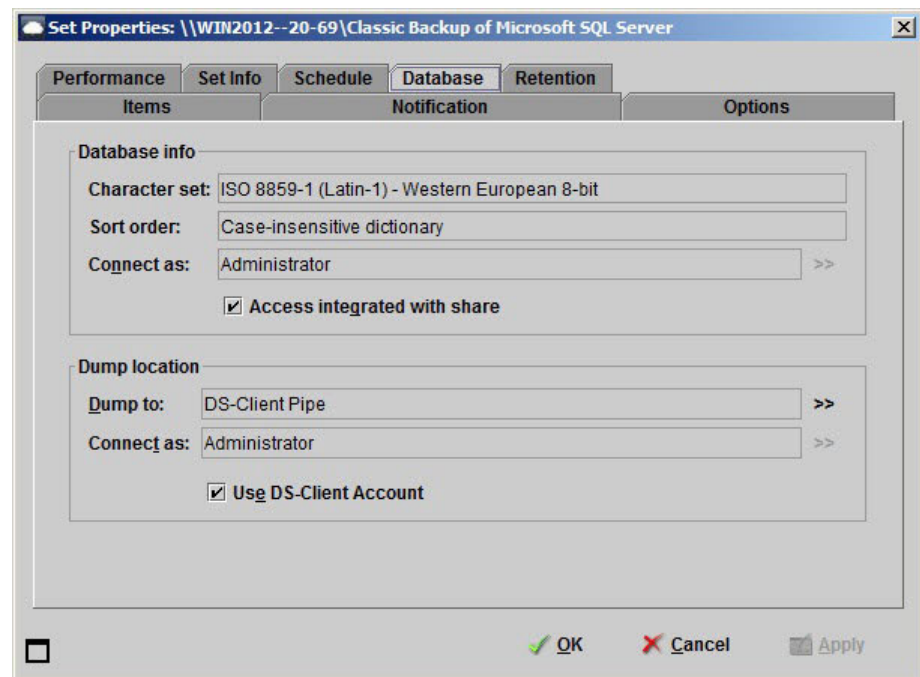 Set Properties: \\WIN2012--20-69\Classic Backup of Microsoft SQL Server
Performance Set Info Schedule Database Retention
Items Notification Options
Database info
Character set: ISO 8859-1 (Latin-1) - Western European 8-bit
Sort order: Case-insensitive dictionary
Connect as: Administrator >>
Access integrated with share
Dump location
Dump to: DS-Client Pipe >>
Connect as: Administrator >>
Use DS-Client Account
OK Cancel Apply